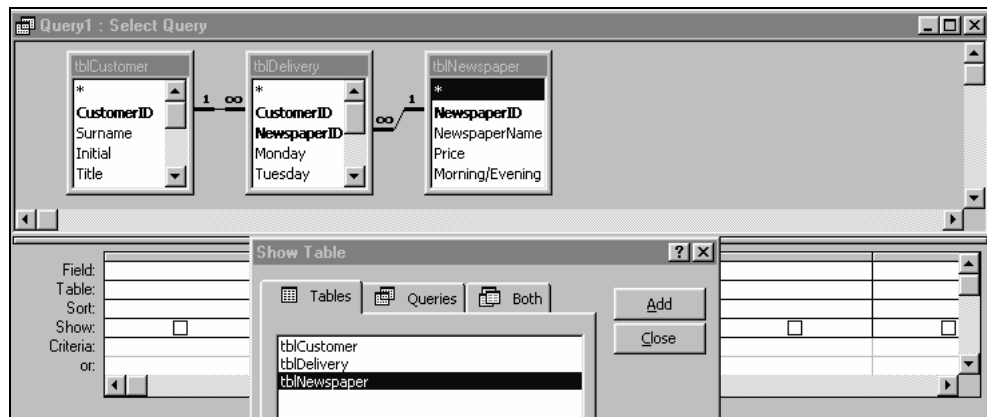 Query1 : Select Query
tblCustomer
*
CustomerID
Surname
Initial
Title
1 ∞
tblDelivery
*
CustomerID
NewspaperID
Monday
Tuesday
∞ 1
tblNewspaper
*
NewspaperID
NewspaperName
Price
Morning/Evening
Field:
Table:
Sort:
Show:
Criteria:
or:
Show Table
Tables Queries Both
tblCustomer
tblDelivery
tblNewspaper
Add
Close